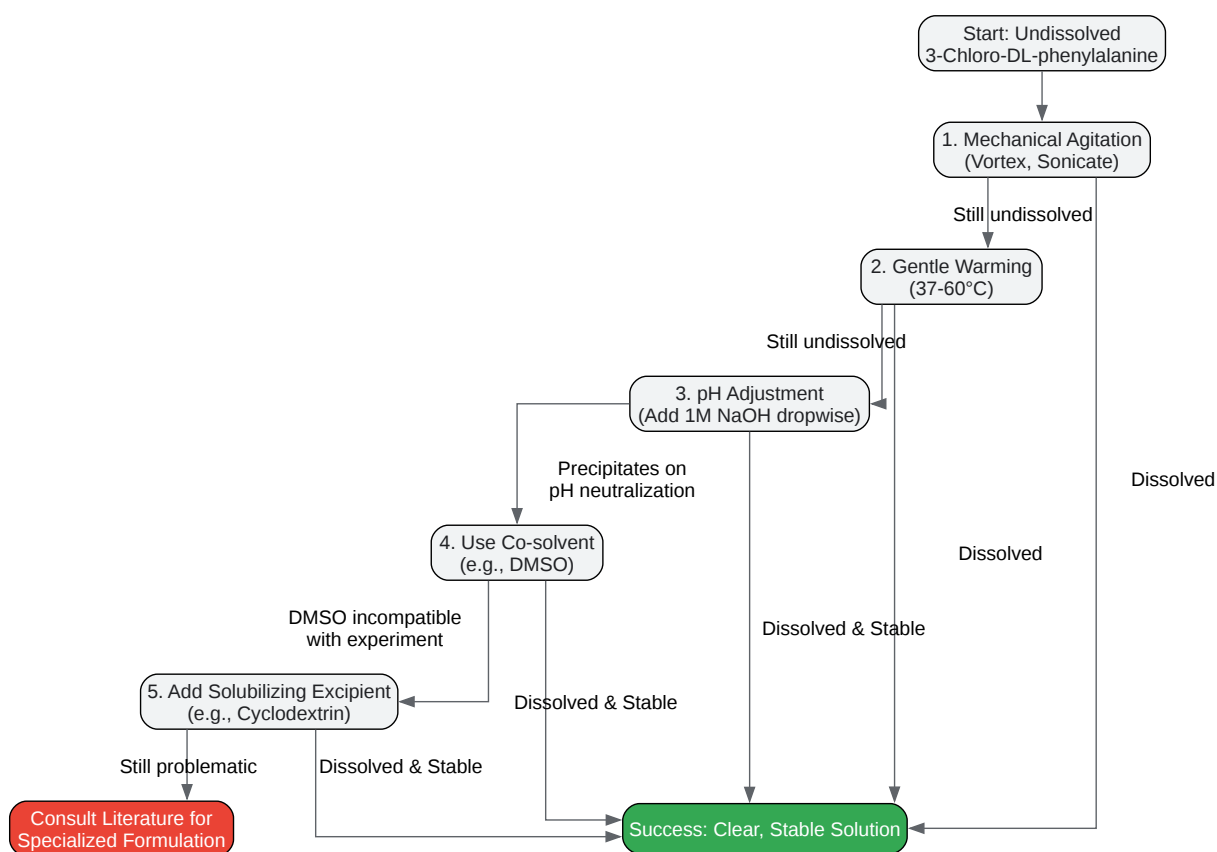 Start: Undissolved
3-Chloro-DL-phenylalanine
1. Mechanical Agitation
(Vortex, Sonicate)
Still undissolved
2. Gentle Warming
(37-60°C)
Still undissolved
3. pH Adjustment
(Add 1M NaOH dropwise)
Precipitates on
pH neutralization
Dissolved
4. Use Co-solvent
(e.g., DMSO)
Dissolved
DMSO incompatible
with experiment
Dissolved & Stable
5. Add Solubilizing Excipient
(e.g., Cyclodextrin)
Dissolved & Stable
Still problematic
Dissolved & Stable
Consult Literature for
Specialized Formulation
Success: Clear, Stable Solution